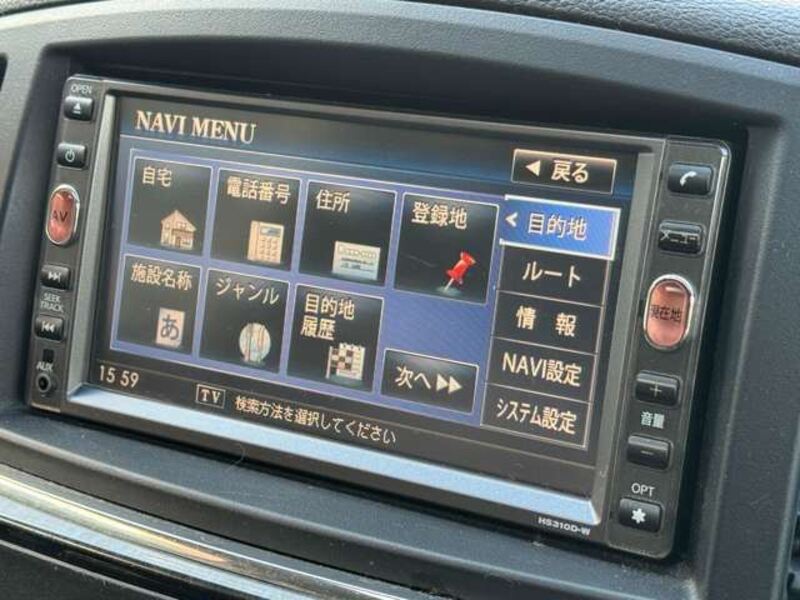 OPEN
NAVI MENU
戻る
自宅
電話番号
住所
登録地
目的地
ルート
施設名称
ジャンル
目的地
履歴
情報
あ
NAVI設定
次へ
システム設定
15 59
TV
検索方法を選択してください
AV
SEEK
TRACK
AUX
メニュー
現在地
音量
OPT
HS310D-W